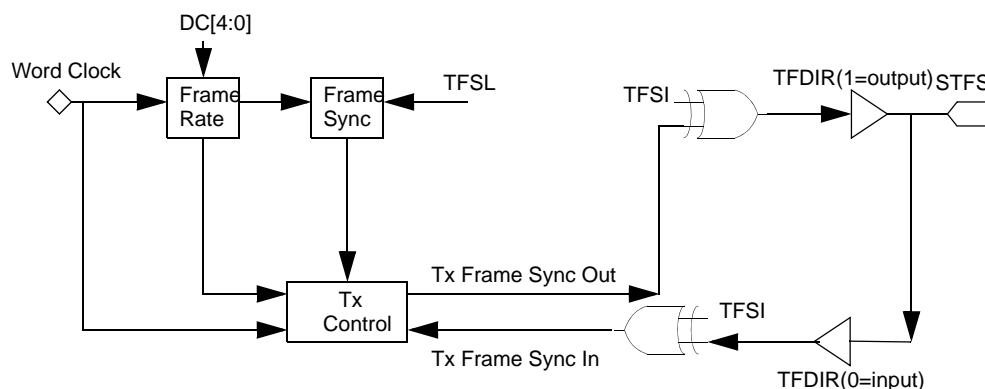 DC[4:0]
Word Clock
Frame
Rate
Frame
Sync
TFSL
TFSI
TFDIR(1=output)
STFS
Tx Frame Sync Out
Tx
Control
TFSI
Tx Frame Sync In
TFDIR(0=input)